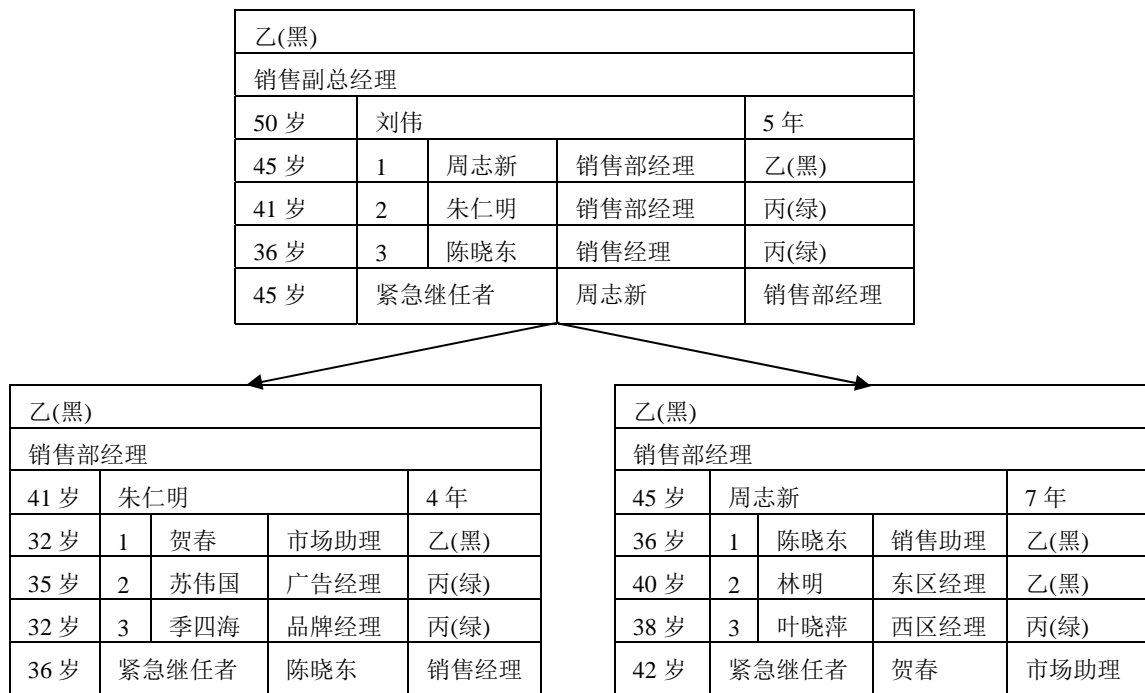 乙(黑)
销售副总经理
50 岁 刘伟 5 年
45 岁 1 周志新 销售部经理 乙(黑)
41 岁 2 朱仁明 销售部经理 丙(绿)
36 岁 3 陈晓东 销售经理 丙(绿)
45 岁 紧急继任者 周志新 销售部经理
乙(黑)
销售部经理
41 岁 朱仁明 4 年
32 岁 1 贺春 市场助理 乙(黑)
35 岁 2 苏伟国 广告经理 丙(绿)
32 岁 3 季四海 品牌经理 丙(绿)
36 岁 紧急继任者 陈晓东 销售经理
乙(黑)
销售部经理
45 岁 周志新 7 年
36 岁 1 陈晓东 销售助理 乙(黑)
40 岁 2 林明 东区经理 乙(黑)
38 岁 3 叶晓萍 西区经理 丙(绿)
42 岁 紧急继任者 贺春 市场助理